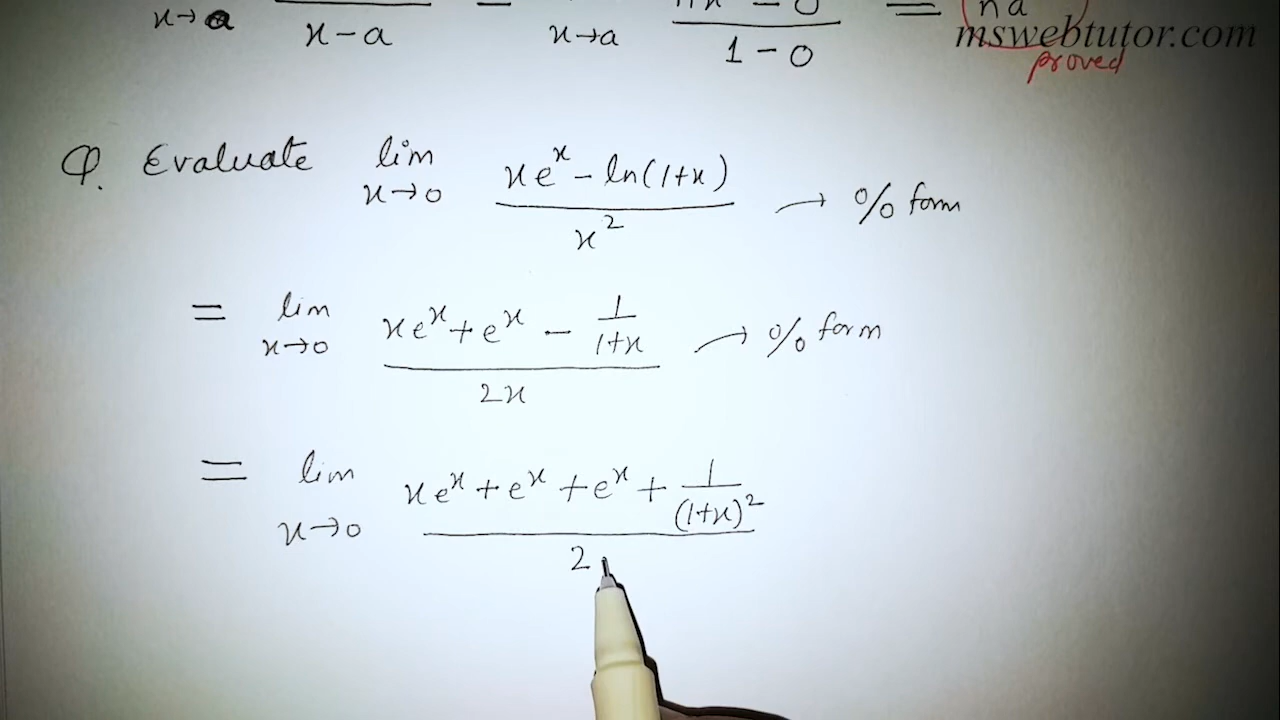 x→a x-a = x→a 1-0 =
mswebtutor.com
proved
Q. Evaluate lim x→0 (xe^x - ln(1+x))/x^2 → 0/0 form
= lim x→0 (xe^x + e^x - 1/(1+x))/2x → 0/0 form
= lim x→0 (xe^x + e^x + e^x + 1/(1+x)^2)/2